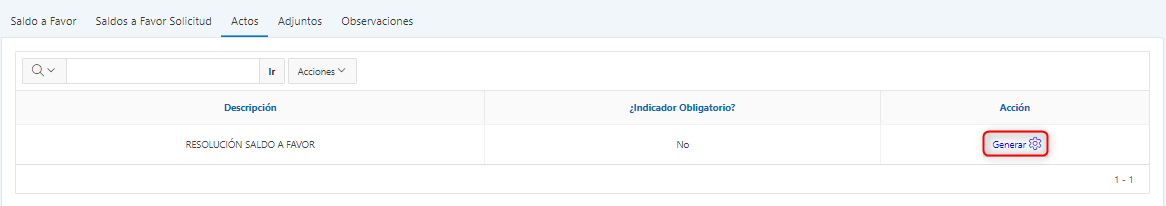 Saldo a Favor Saldos a Favor Solicitud Actos Adjuntos Observaciones
Ir Acciones
Descripción ¿Indicador Obligatorio? Acción
RESOLUCIÓN SALDO A FAVOR No Generar
1 - 1